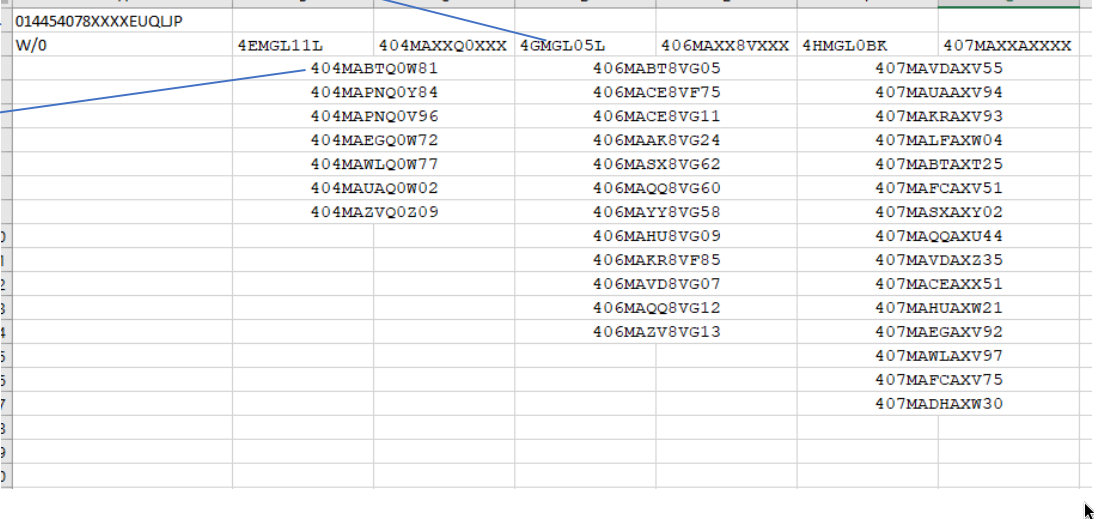 014454078XXXXEUQLJP
W/0 4EMGL11L 404MAXXQ0XXX 4GMGL05L 406MAXX8VXXX 4HMGL0BK 407MAXXAXXXX
404MABTQ0W81 406MABT8VG05 407MAVDAXV55
404MAPNQ0Y84 406MACE8VF75 407MAUAAXV94
404MAPNQ0V96 406MACE8VG11 407MAKRAXV93
404MAEGQ0W72 406MAAK8VG24 407MALFAXW04
404MAWLQ0W77 406MASX8VG62 407MABTAXT25
404MAUAQ0W02 406MAQQ8VG60 407MAFCAXV51
404MAZVQ0Z09 406MAYY8VG58 407MASXAXY02
406MAHU8VG09 407MAQQAXU44
406MAKR8VF85 407MAVDAXZ35
406MAVD8VG07 407MACEAXX51
406MAQQ8VG12 407MAHUAXW21
406MAZV8VG13 407MAEGAXV92
407MAWLAXV97
407MAFCAXV75
407MADHAXW30